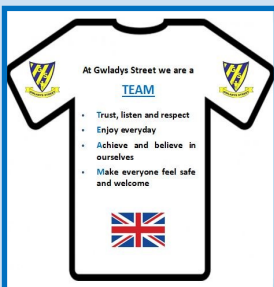 At Gwladys Street we are a
TEAM
• Trust, listen and respect
• Enjoy everyday
• Achieve and believe in
ourselves
• Make everyone feel safe
and welcome